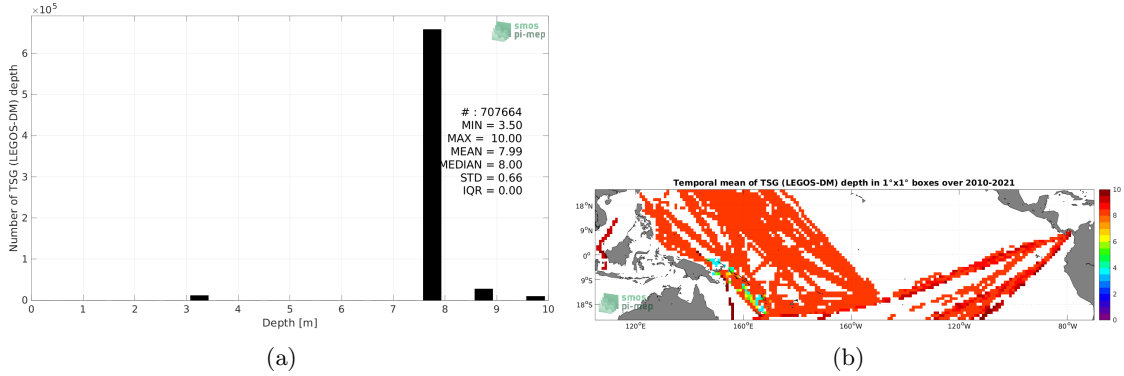 ×10⁵
smos
pi-mep
Number of TSG (LEGOS-DM) depth
6
5
4
3
2
1
0
# : 707664
MIN = 3.50
MAX = 10.00
MEAN = 7.99
MEDIAN = 8.00
STD = 0.66
IQR = 0.00
0 1 2 3 4 5 6 7 8 9 10
Depth [m]
(a)
Temporal mean of TSG (LEGOS-DM) depth in 1°x1° boxes over 2010-2021
18°N
9°N
0°
9°S
18°S
smos
pi-mep
120°E 160°E 160°W 120°W 80°W
10
8
6
4
2
0
(b)